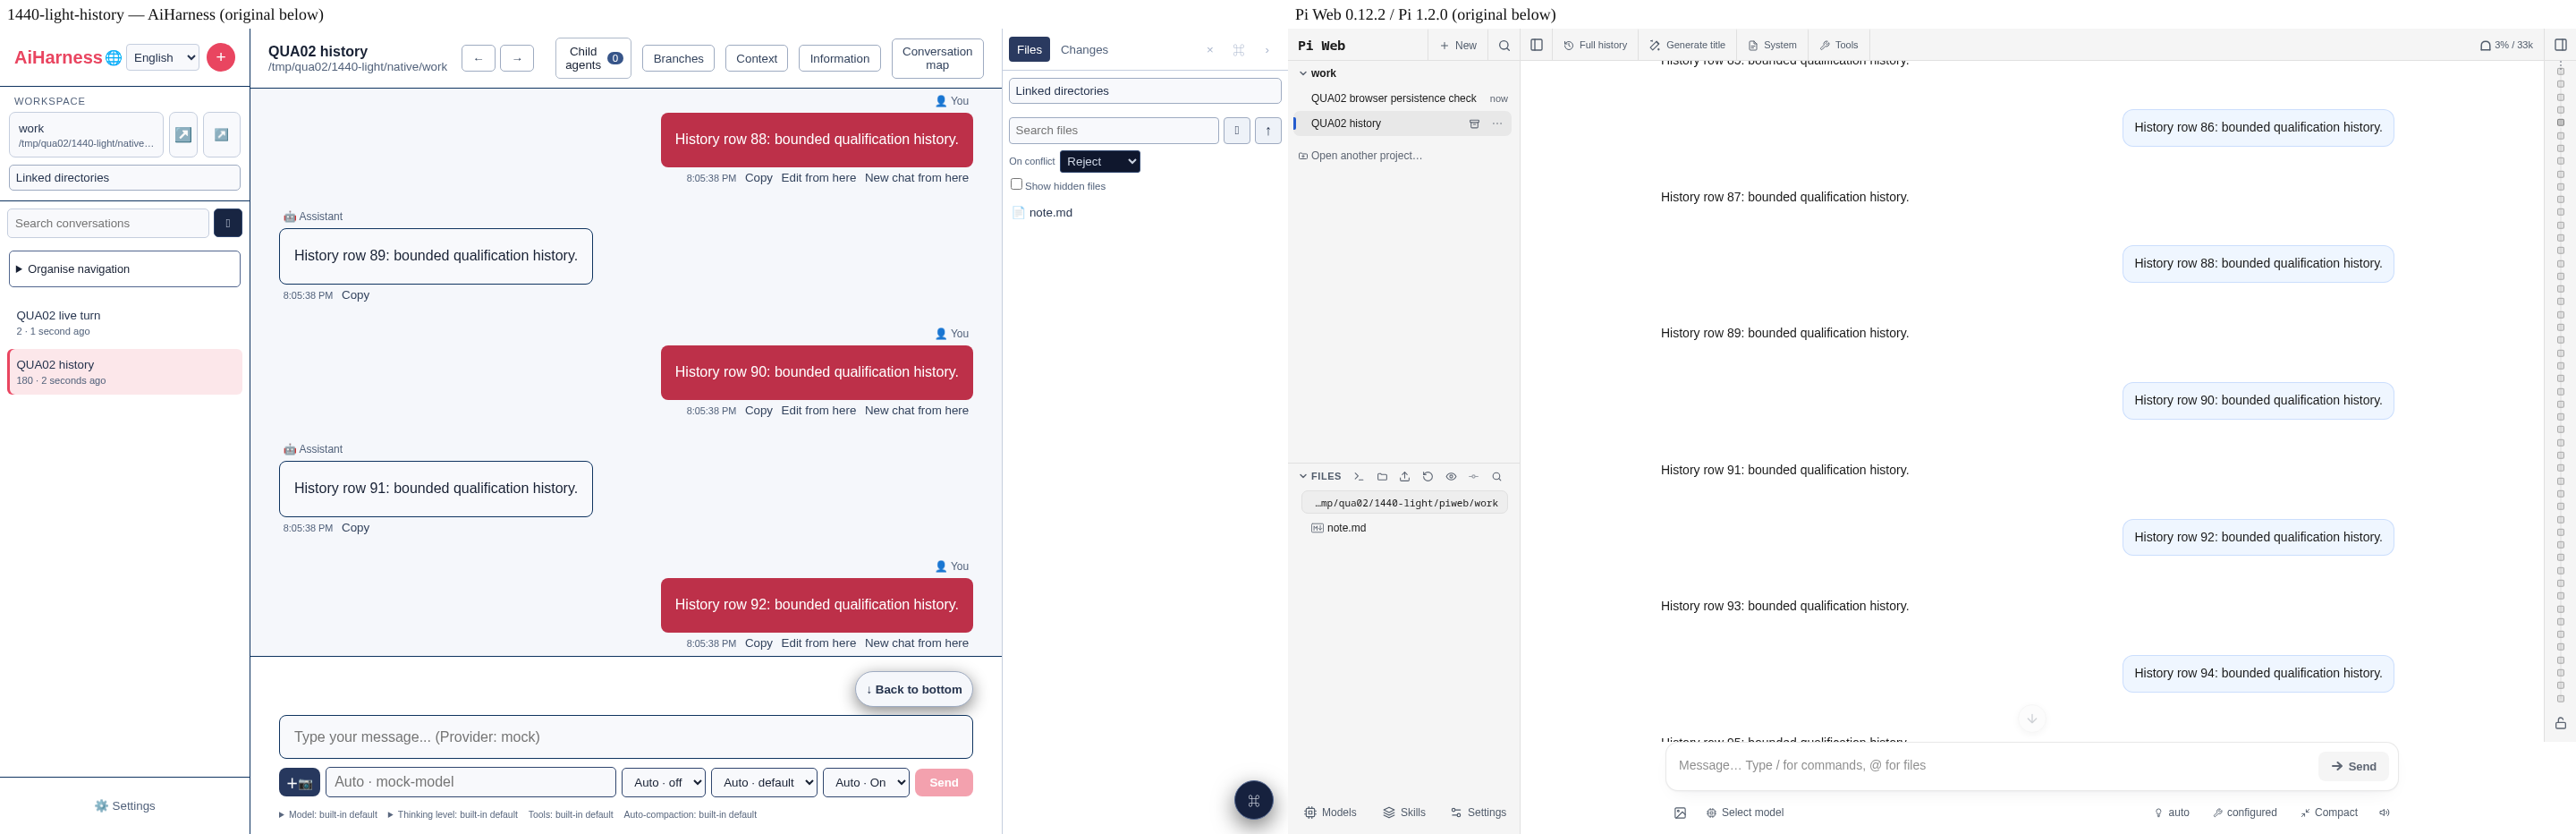 1440-light-history — AiHarness (original below)
AiHarness English +
WORKSPACE
work
/tmp/qua02/1440-light/native…
Linked directories
Search conversations
Organise navigation
QUA02 live turn
2 · 1 second ago
QUA02 history
180 · 2 seconds ago
Settings
QUA02 history
/tmp/qua02/1440-light/native/work
← → Child agents 0 Branches Context Information Conversation map
You
History row 88: bounded qualification history.
8:05:38 PM Copy Edit from here New chat from here
Assistant
History row 89: bounded qualification history.
8:05:38 PM Copy
You
History row 90: bounded qualification history.
8:05:38 PM Copy Edit from here New chat from here
Assistant
History row 91: bounded qualification history.
8:05:38 PM Copy
You
History row 92: bounded qualification history.
8:05:38 PM Copy Edit from here New chat from here
↓ Back to bottom
Type your message... (Provider: mock)
+ Auto · mock-model Auto · off Auto · default Auto · On Send
Model: built-in default Thinking level: built-in default Tools: built-in default Auto-compaction: built-in default
Files Changes × ⌘ ›
Linked directories
Search files ↑
On conflict Reject
Show hidden files
note.md
⌘
Pi Web 0.12.2 / Pi 1.2.0 (original below)
Pi Web + New
work
QUA02 browser persistence check now
QUA02 history ···
Open another project…
FILES
…mp/qua02/1440-light/piweb/work
note.md
Models Skills Settings
Full history Generate title System Tools 3% / 33k
History row 85: bounded qualification history.
History row 86: bounded qualification history.
History row 87: bounded qualification history.
History row 88: bounded qualification history.
History row 89: bounded qualification history.
History row 90: bounded qualification history.
History row 91: bounded qualification history.
History row 92: bounded qualification history.
History row 93: bounded qualification history.
History row 94: bounded qualification history.
History row 95: bounded qualification history.
Message… Type / for commands, @ for files → Send
Select model auto configured Compact